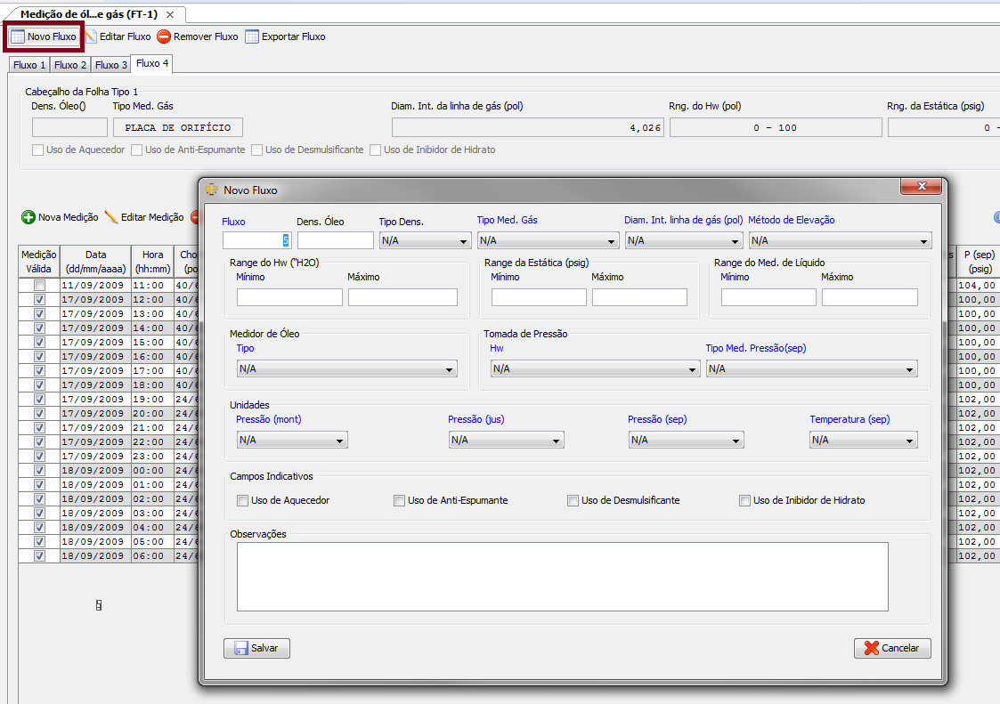 Medição de ól...e gás (FT-1)
Novo Fluxo Editar Fluxo Remover Fluxo Exportar Fluxo
Fluxo 1 Fluxo 2 Fluxo 3 Fluxo 4
Cabeçalho da Folha Tipo 1
Dens. Óleo() Tipo Med. Gás Diam. Int. da linha de gás (pol) Rng. do Hw (pol) Rng. da Estática (psig)
PLACA DE ORIFÍCIO 4,026 0 - 100 0 -
Uso de Aquecedor Uso de Anti-Espumante Uso de Desmulsificante Uso de Inibidor de Hidrato
Nova Medição Editar Medição
Medição Válida Data (dd/mm/aaaa) Hora (hh:mm) P (sep) (psig)
11/09/2009 11:00 40/6 104,00
17/09/2009 12:00 40/6 100,00
17/09/2009 13:00 40/6 100,00
17/09/2009 14:00 40/6 100,00
17/09/2009 15:00 40/6 100,00
17/09/2009 16:00 40/6 100,00
17/09/2009 17:00 40/6 100,00
17/09/2009 18:00 40/6 100,00
17/09/2009 19:00 24/6 102,00
17/09/2009 20:00 24/6 102,00
17/09/2009 21:00 24/6 102,00
17/09/2009 22:00 24/6 102,00
17/09/2009 23:00 24/6 102,00
18/09/2009 00:00 24/6 102,00
18/09/2009 01:00 24/6 102,00
18/09/2009 02:00 24/6 102,00
18/09/2009 03:00 24/6 102,00
18/09/2009 04:00 24/6 102,00
18/09/2009 05:00 24/6 102,00
18/09/2009 06:00 24/6 102,00
Novo Fluxo
Fluxo Dens. Óleo Tipo Dens. Tipo Med. Gás Diam. Int. linha de gás (pol) Método de Elevação
5 N/A N/A N/A N/A
Range do Hw ("H2O) Range da Estática (psig) Range do Med. de Líquido
Mínimo Máximo Mínimo Máximo Mínimo Máximo
Medidor de Óleo Tomada de Pressão
Tipo Hw Tipo Med. Pressão(sep)
N/A N/A N/A
Unidades
Pressão (mont) Pressão (jus) Pressão (sep) Temperatura (sep)
N/A N/A N/A N/A
Campos Indicativos
Uso de Aquecedor Uso de Anti-Espumante Uso de Desmulsificante Uso de Inibidor de Hidrato
Observações
Salvar Cancelar